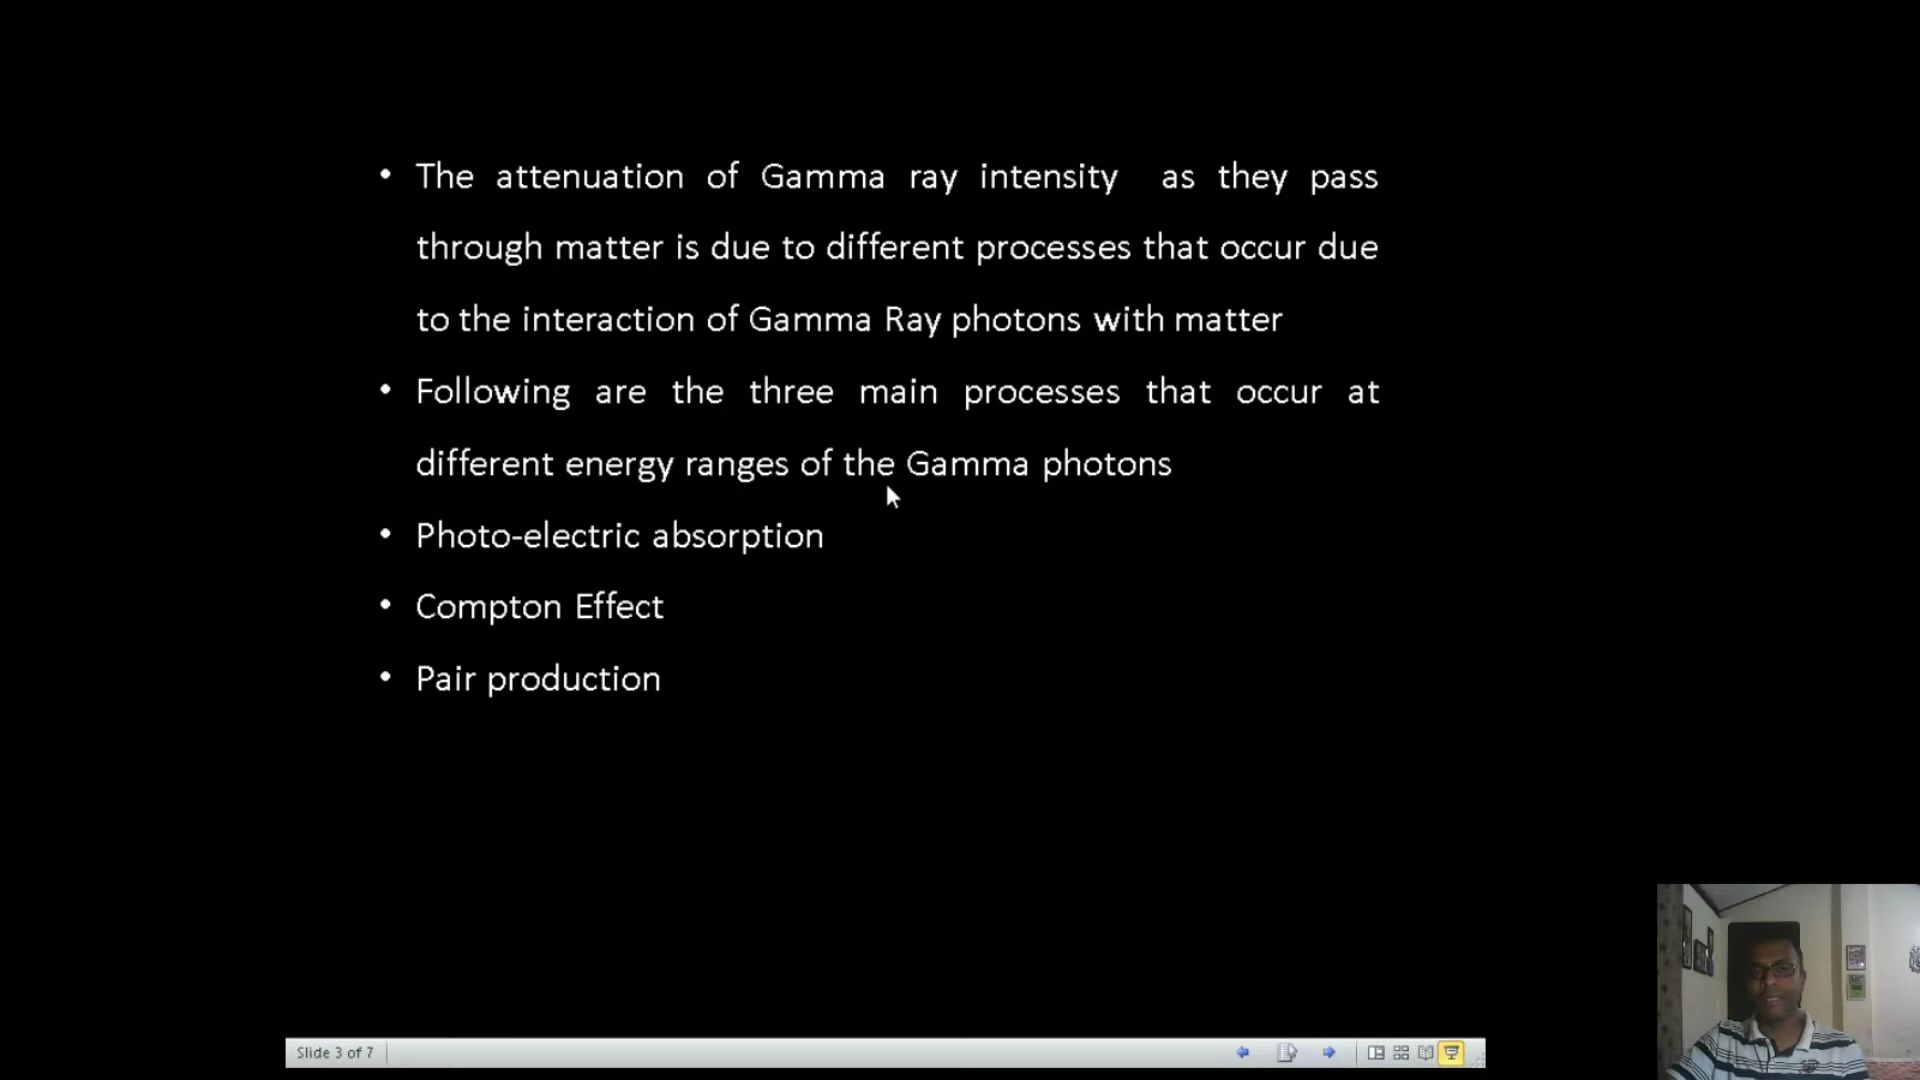 • The attenuation of Gamma ray intensity as they pass
through matter is due to different processes that occur due
to the interaction of Gamma Ray photons with matter
• Following are the three main processes that occur at
different energy ranges of the Gamma photons
• Photo-electric absorption
• Compton Effect
• Pair production
Slide 3 of 7